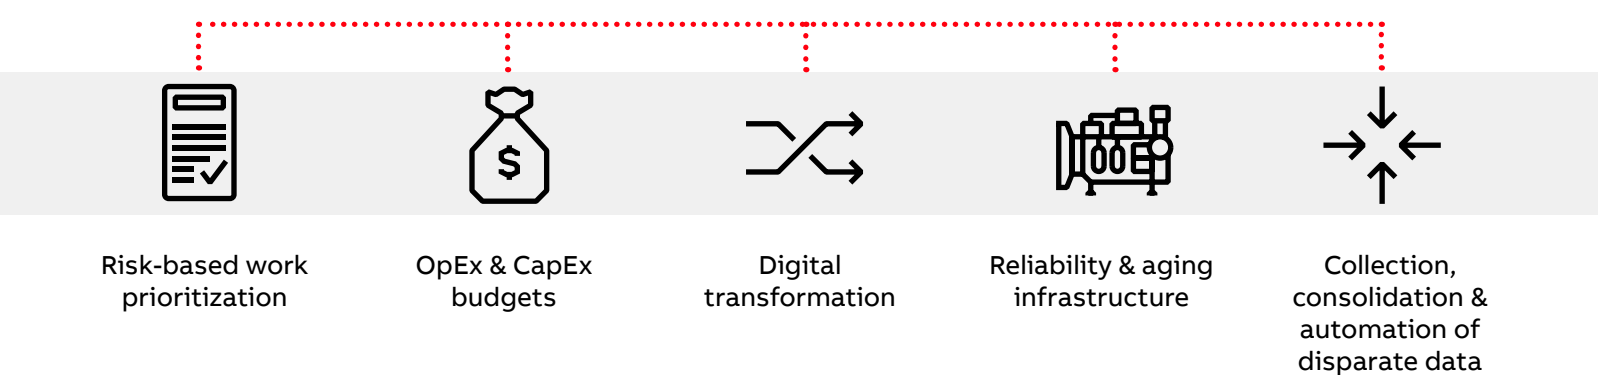 $
Risk-based work
prioritization
OpEx & CapEx
budgets
Digital
transformation
Reliability & aging
infrastructure
Collection,
consolidation &
automation of
disparate data